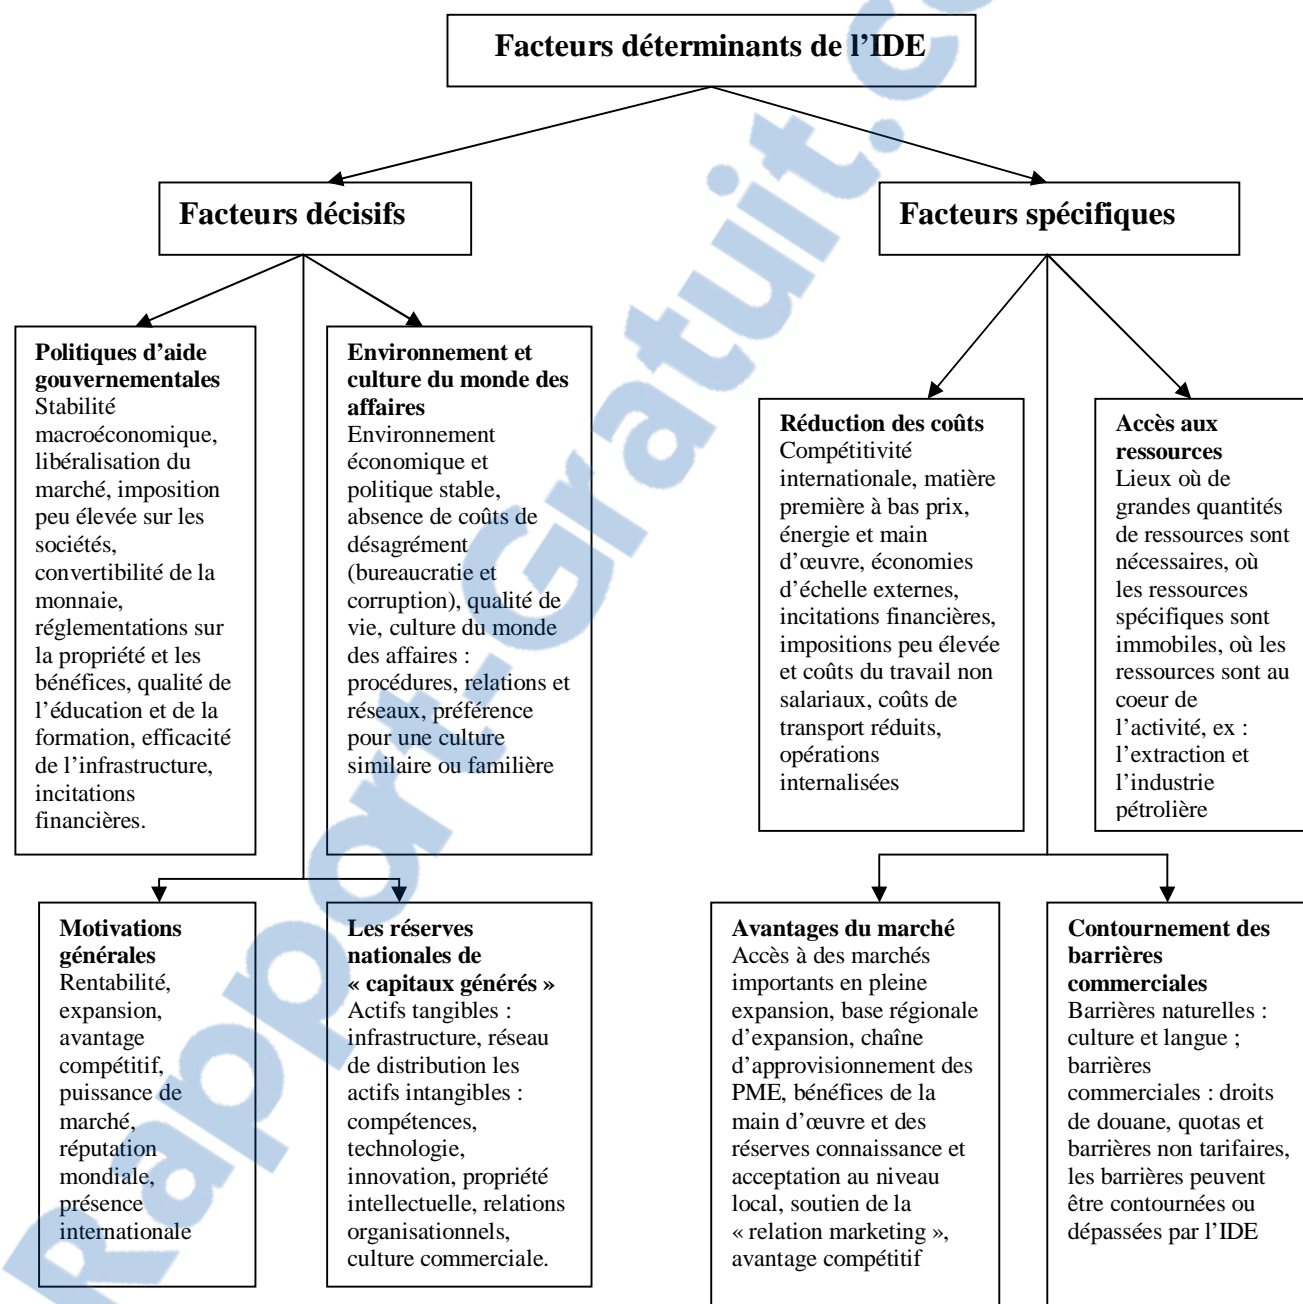 Facteurs déterminants de l’IDE
Facteurs décisifs
Facteurs spécifiques
Politiques d’aide
gouvernementales
Stabilité
macroéconomique,
libéralisation du
marché, imposition
peu élevée sur les
sociétés,
convertibilité de la
monnaie,
réglementations sur
la propriété et les
bénéfices, qualité de
l’éducation et de la
formation, efficacité
de l’infrastructure,
incitations
financières.
Environnement et
culture du monde des
affaires
Environnement
économique et
politique stable,
absence de coûts de
désagrément
(bureaucratie et
corruption), qualité de
vie, culture du monde
des affaires :
procédures, relations et
réseaux, préférence
pour une culture
similaire ou familière
Réduction des coûts
Compétitivité
internationale, matière
première à bas prix,
énergie et main
d’œuvre, économies
d’échelle externes,
incitations financières,
impositions peu élevée
et coûts du travail non
salariaux, coûts de
transport réduits,
opérations
internalisées
Accès aux
ressources
Lieux où de
grandes quantités
de ressources sont
nécessaires, où
les ressources
spécifiques sont
immobiles, où les
ressources sont au
coeur de
l’activité, ex :
l’extraction et
l’industrie
pétrolière
Motivations
générales
Rentabilité,
expansion,
avantage
compétitif,
puissance de
marché,
réputation
mondiale,
présence
internationale
Les réserves
nationales de
« capitaux générés »
Actifs tangibles :
infrastructure, réseau
de distribution les
actifs intangibles :
compétences,
technologie,
innovation, propriété
intellectuelle, relations
organisationnels,
culture commerciale.
Avantages du marché
Accès à des marchés
importants en pleine
expansion, base régionale
d’expansion, chaîne
d’approvisionnement des
PME, bénéfices de la
main d’œuvre et des
réserves connaissance et
acceptation au niveau
local, soutien de la
« relation marketing »,
avantage compétitif
Contournement des
barrières
commerciales
Barrières naturelles :
culture et langue ;
barrières
commerciales : droits
de douane, quotas et
barrières non tarifaires,
les barrières peuvent
être contournées ou
dépassées par l’IDE
Rapport-Gratuit.co